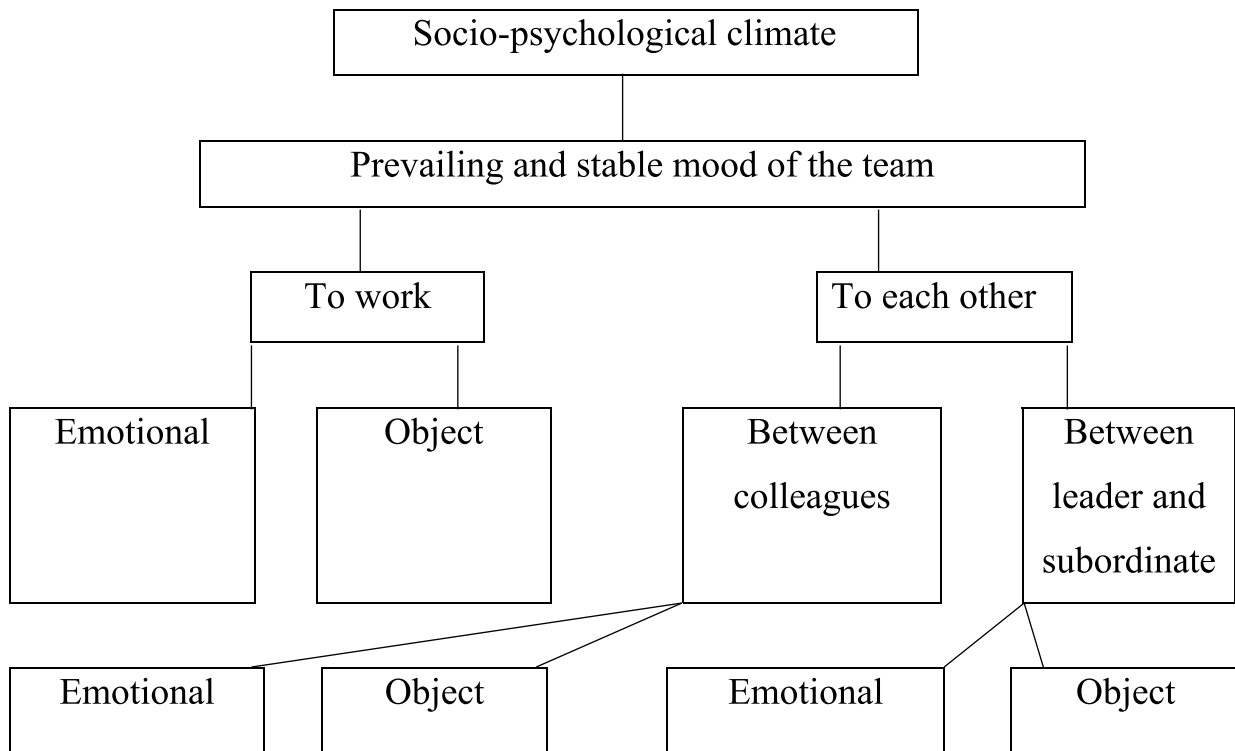 Socio-psychological climate
Prevailing and stable mood of the team
To work
To each other
Emotional
Object
Between
colleagues
Between
leader and
subordinate
Emotional
Object
Emotional
Object